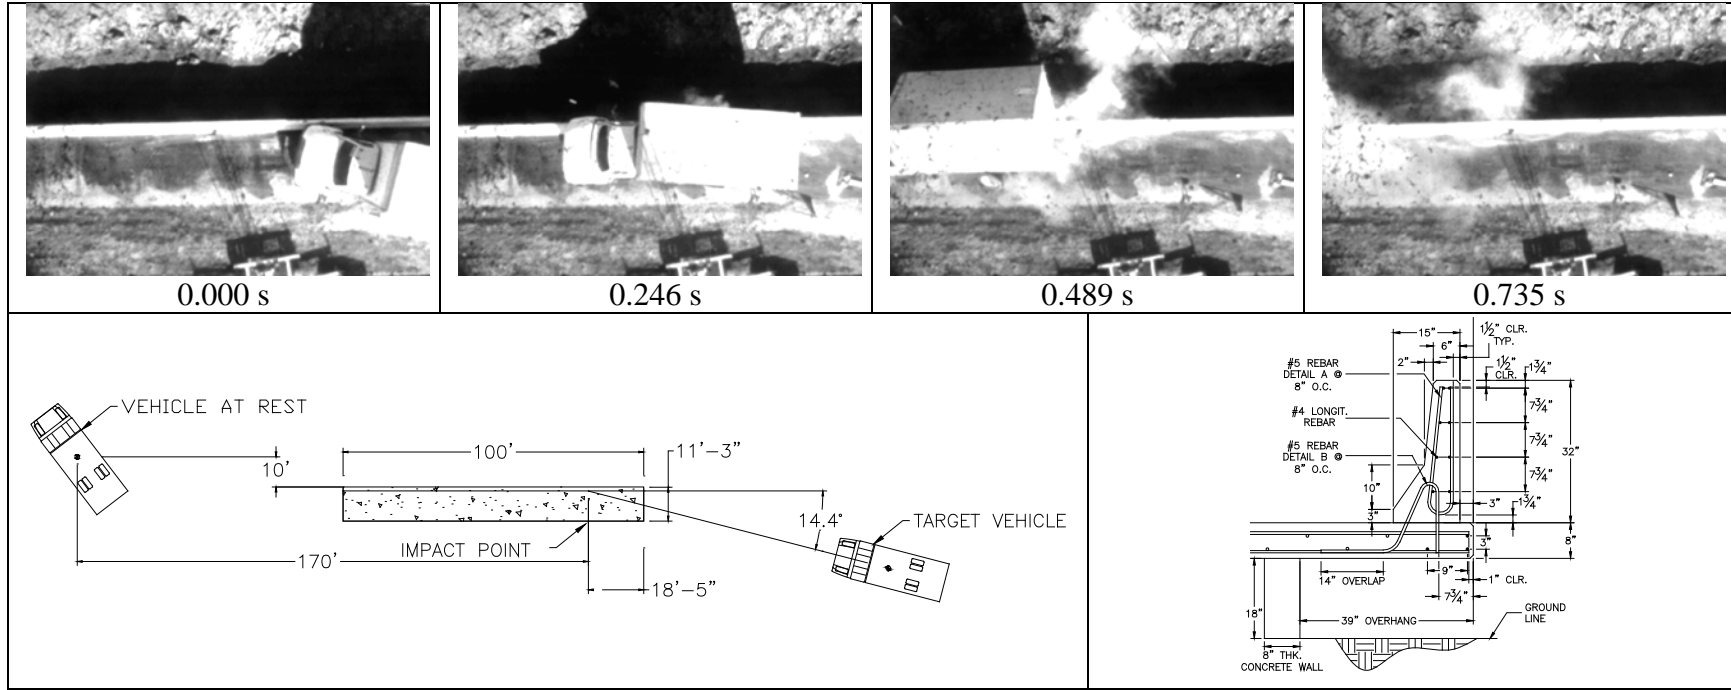 0.000 s
0.246 s
0.489 s
0.735 s
VEHICLE AT REST
10'
100'
11'-3"
14.4°
TARGET VEHICLE
IMPACT POINT
170'
18'-5"
15"
6"
2"
1½" CLR.
TYP.
#5 REBAR
DETAIL A @
8" O.C.
1½"
CLR.
1¾"
7¾"
#4 LONGIT.
REBAR
7¾"
32"
#5 REBAR
DETAIL B @
8" O.C.
7¾"
10"
3"
3"
1¾"
3"
8"
14" OVERLAP
9"
1" CLR.
7¾"
18"
39" OVERHANG
GROUND
LINE
8" THK.
CONCRETE WALL